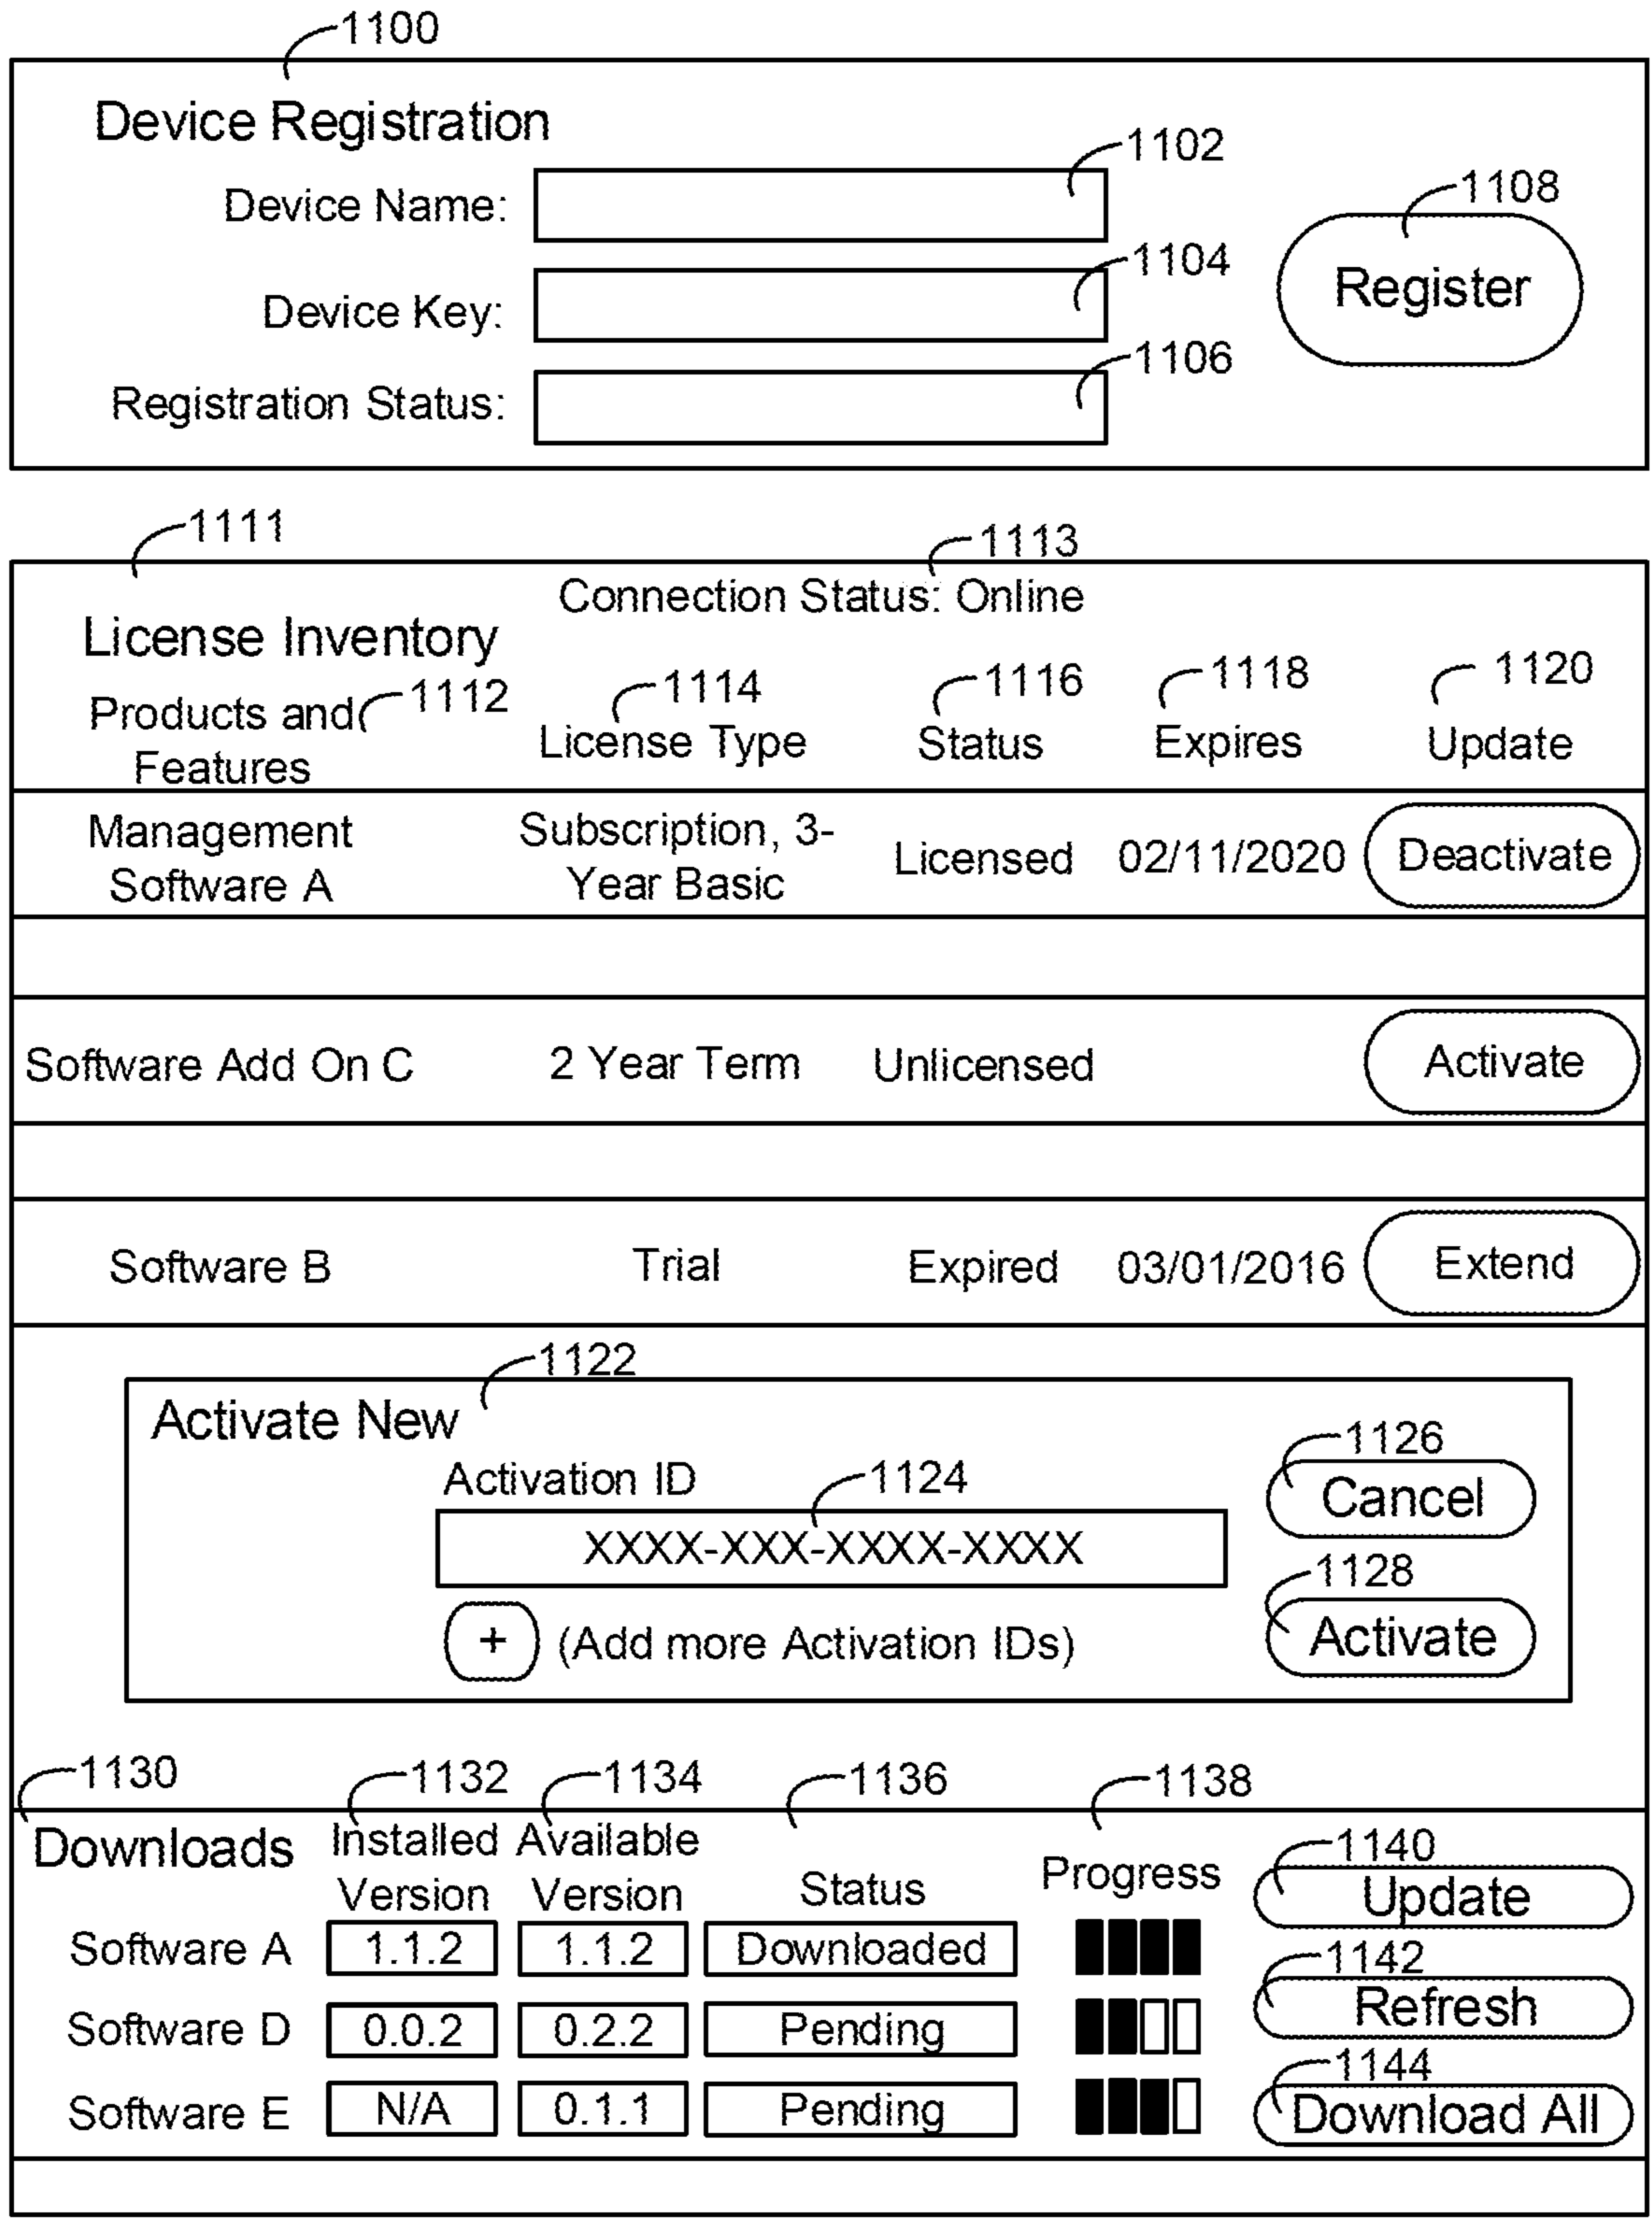 1100
Device Registration
1102
Device Name:
1108
Register
1104
Device Key:
1106
Registration Status:
1111
1113
Connection Status: Online
License Inventory
1112 1114 1116 1118 1120
Products and
Features
License Type Status Expires Update
Management
Software A
Subscription, 3-
Year Basic
Licensed 02/11/2020 Deactivate
Software Add On C 2 Year Term Unlicensed Activate
Software B Trial Expired 03/01/2016 Extend
1122
Activate New
1126
Cancel
Activation ID 1124
XXXX-XXX-XXXX-XXXX
1128
+ (Add more Activation IDs) Activate
1130 1132 1134 1136 1138
Downloads
Installed
Version
Available
Version
Status
Progress
1140
Update
Software A 1.1.2 1.1.2 Downloaded
1142
Refresh
Software D 0.0.2 0.2.2 Pending
1144
Download All
Software E N/A 0.1.1 Pending